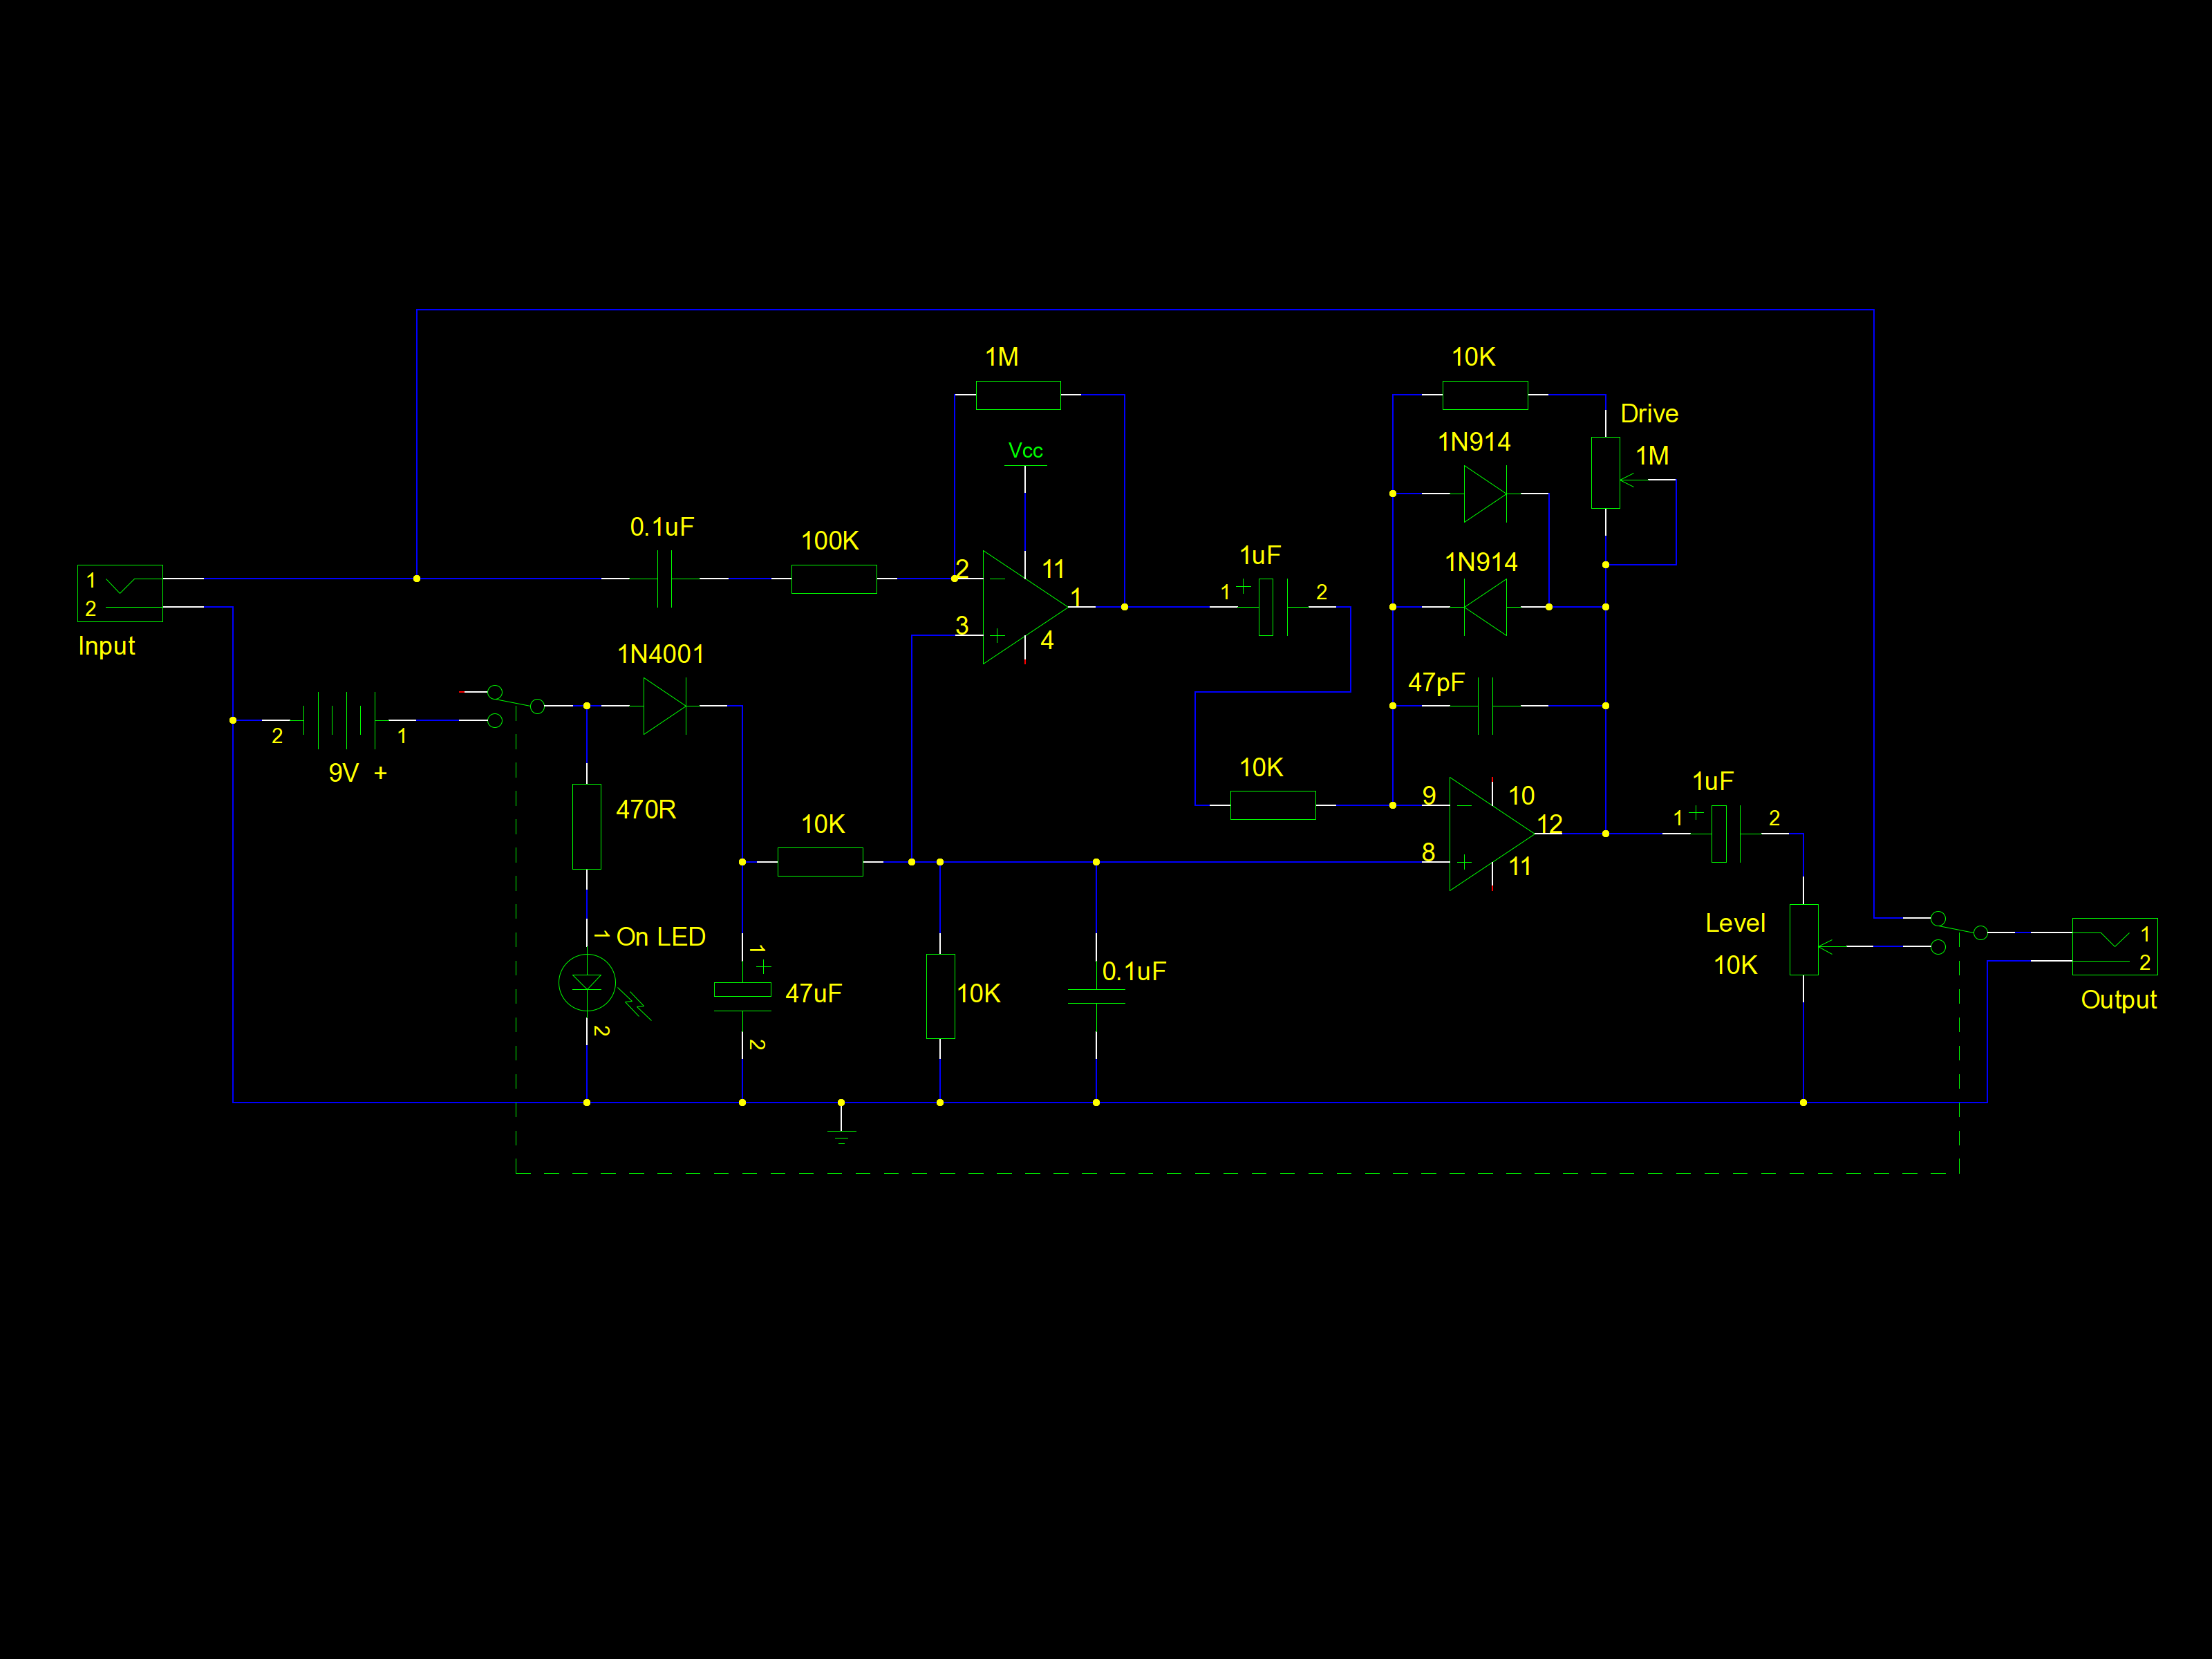 1M
10K
Drive
1N914
1M
Vcc
0.1uF
100K
1uF
1N914
2
11
1
2
3
4
1
1 +
2
Input
1N4001
47pF
2
1
9V +
10K
470R
10K
9
10
12
8
11
1uF
1 +
2
1
On LED
2
1
+
47uF
2
10K
0.1uF
Level
10K
1
2
Output